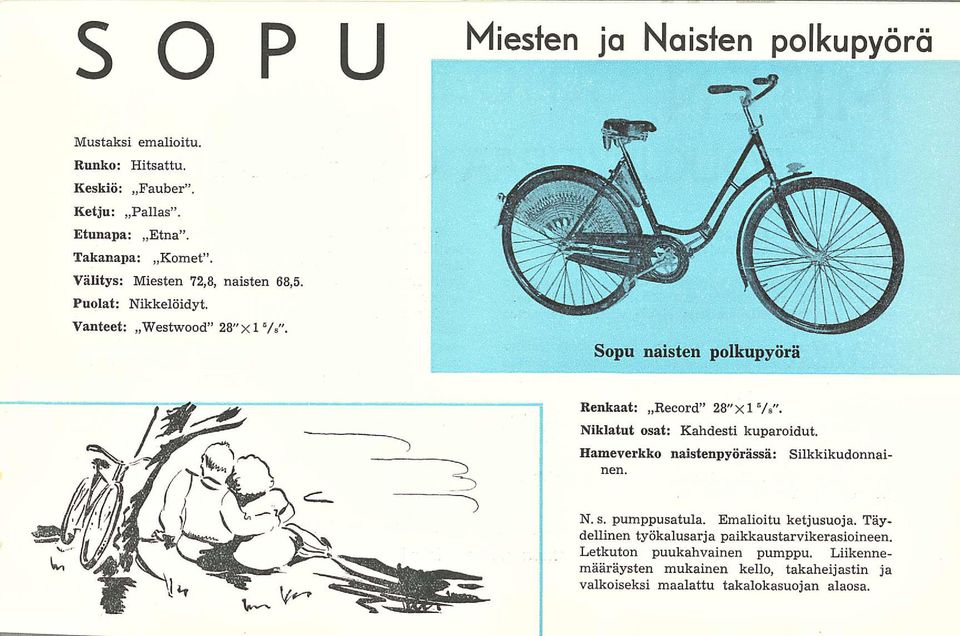 SOPU
Miesten ja Naisten polkupyörä
Mustaksi emalioitu.
Runko: Hitsattu.
Keskiö: „Fauber”.
Ketju: „Pallas”.
Etunapa: „Etna”.
Takanapa: „Komet”.
Välitys: Miesten 72,8, naisten 68,5.
Puolat: Nikkelöidyt.
Vanteet: „Westwood” 28″×1 ⁵/₈″.
Sopu naisten polkupyörä
Renkaat: „Record” 28″×1 ⁵/₈″.
Niklatut osat: Kahdesti kuparoidut.
Hameverkko naistenpyörässä: Silkkikudonnai-
nen.
N. s. pumppusatula. Emalioitu ketjusuoja. Täy-
dellinen työkalusarja paikkaustarvikerasioineen.
Letkuton puukahvainen pumppu. Liikenne-
määräysten mukainen kello, takaheijastin ja
valkoiseksi maalattu takalokasuojan alaosa.